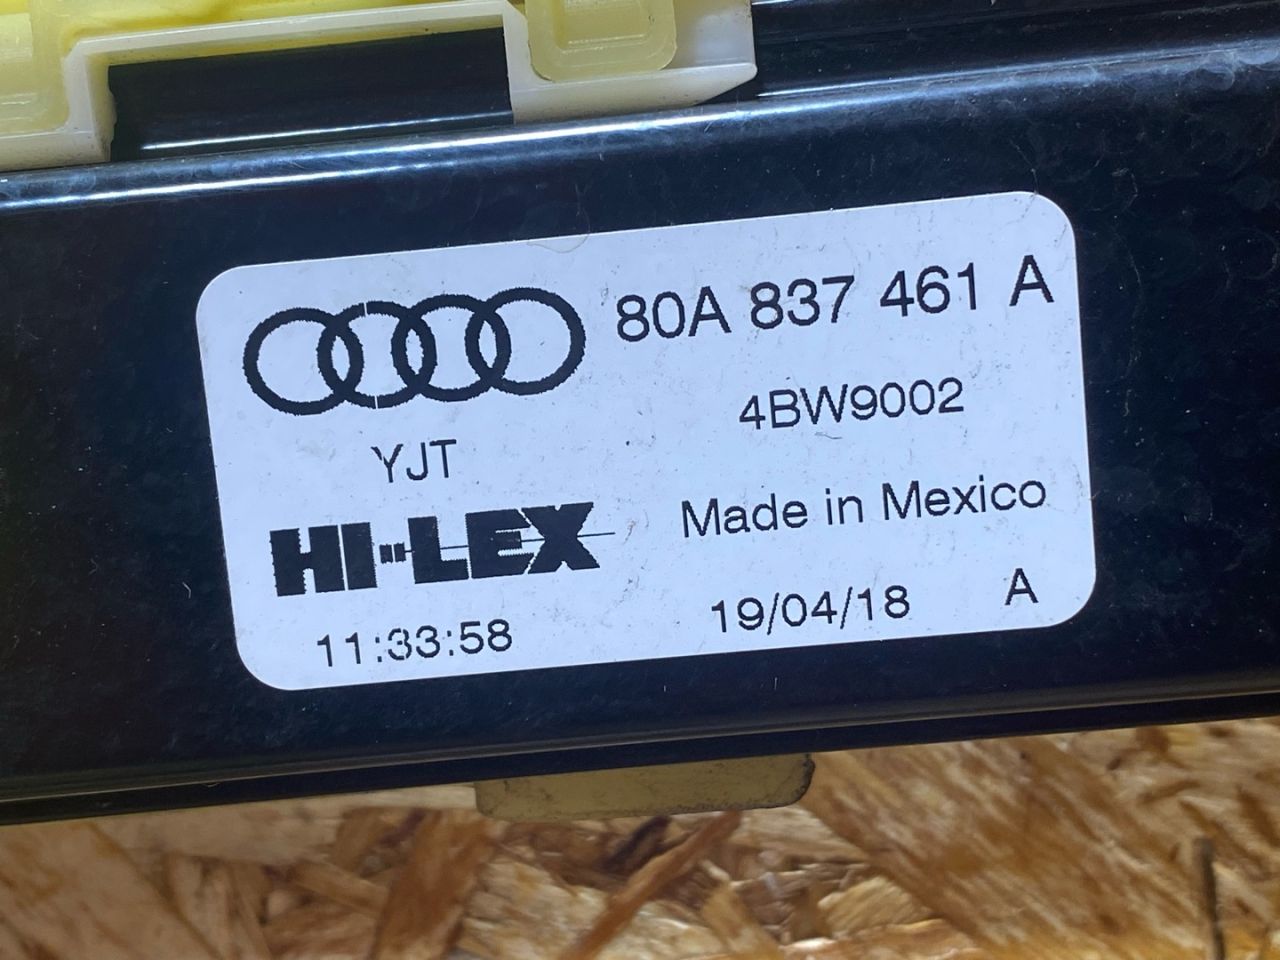 80A 837 461 A
4BW9002
YJT
Made in Mexico
HI-LEX
19/04/18 A
11:33:58